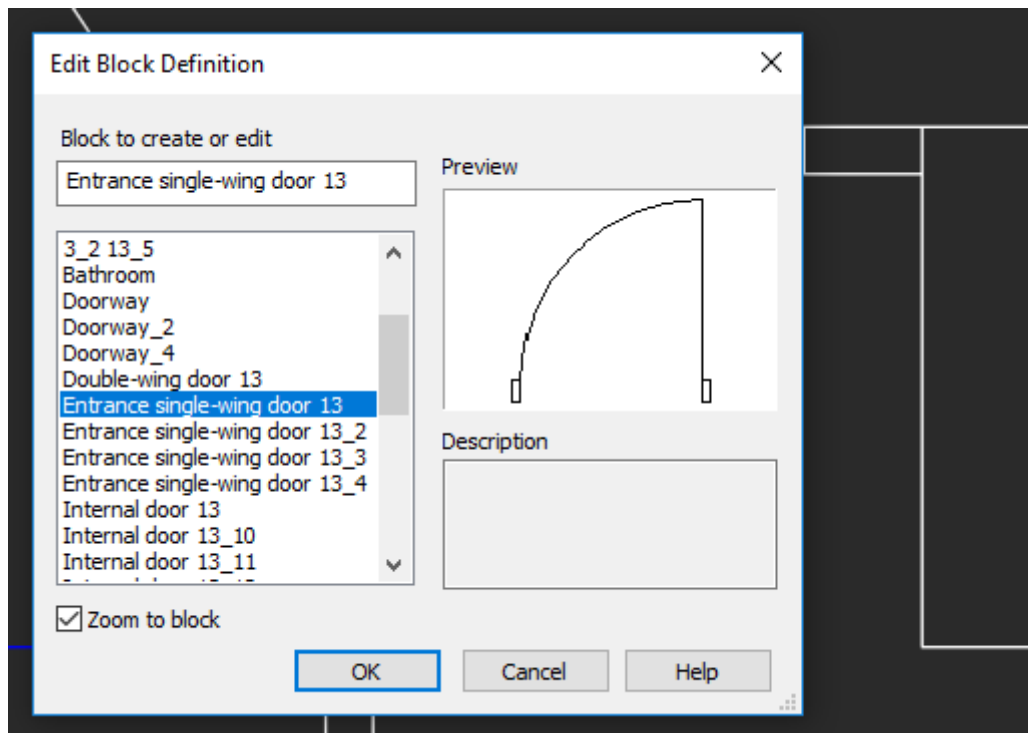 Edit Block Definition
Block to create or edit
Entrance single-wing door 13
Preview
3_2 13_5
Bathroom
Doorway
Doorway_2
Doorway_4
Double-wing door 13
Entrance single-wing door 13
Entrance single-wing door 13_2
Entrance single-wing door 13_3
Entrance single-wing door 13_4
Internal door 13
Internal door 13_10
Internal door 13_11
Description
Zoom to block
OK
Cancel
Help